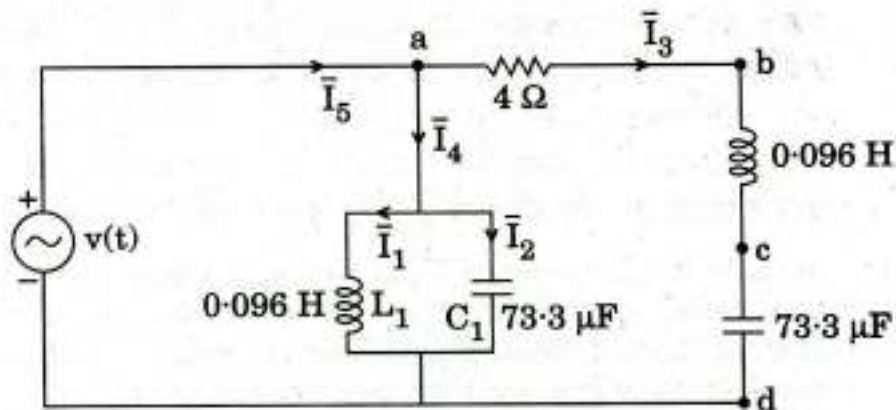 a
Ī₃
b
Ī₅
4 Ω
Ī₄
0·096 H
+
v(t)
−
Ī₁
Ī₂
c
0·096 H
L₁
C₁
73·3 μF
73·3 μF
d